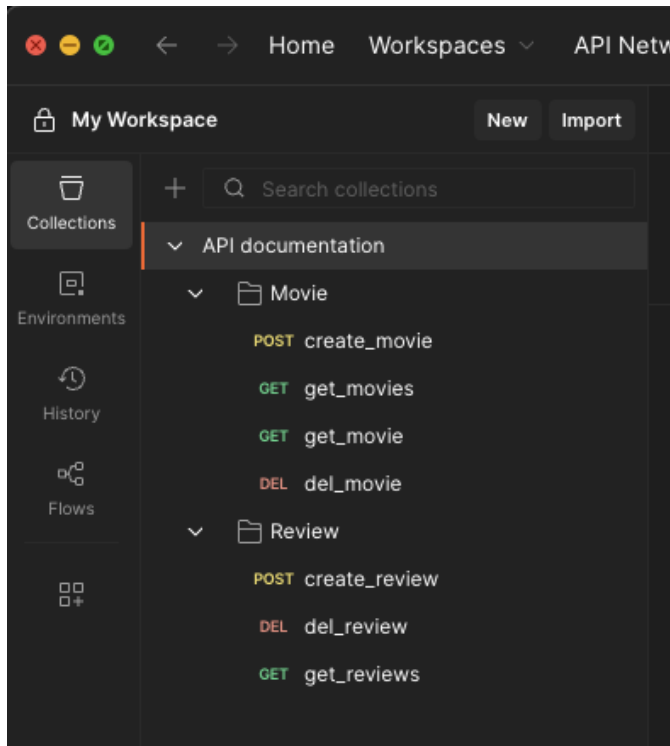 Home Workspaces API Netw
My Workspace New Import
Collections
Search collections
API documentation
Environments
Movie
POST create_movie
GET get_movies
History
GET get_movie
DEL del_movie
Flows
Review
POST create_review
DEL del_review
GET get_reviews